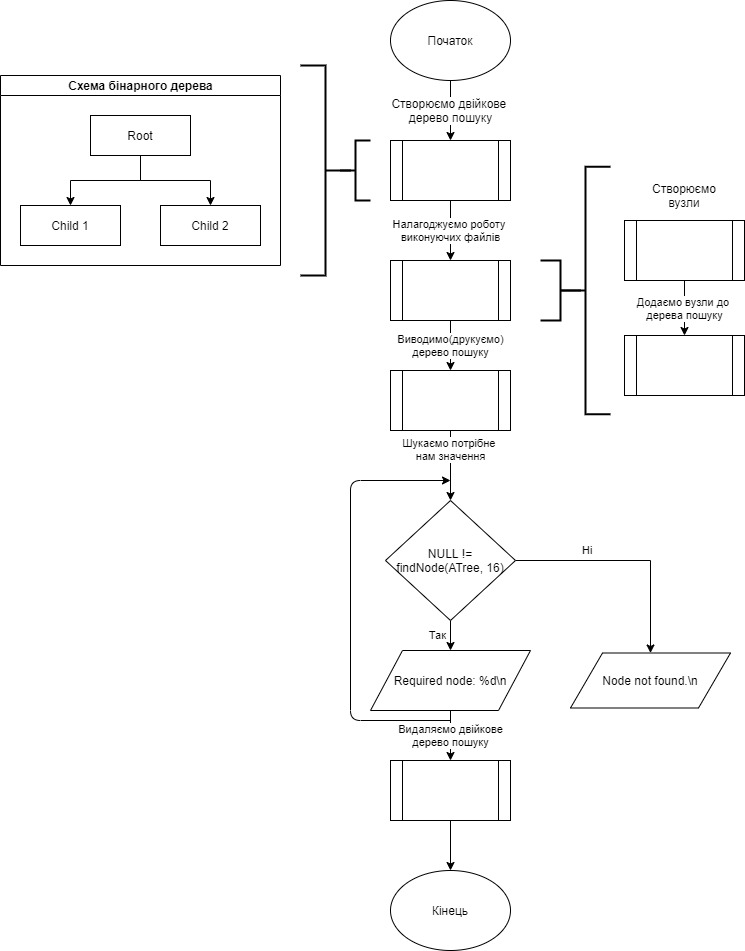 Початок
Створюємо двійкове
дерево пошуку
Схема бінарного дерева
Root
Child 1
Child 2
Налагоджуємо роботу
виконуючих файлів
Створюємо
вузли
Додаємо вузли до
дерева пошуку
Виводимо(друкуємо)
дерево пошуку
Шукаємо потрібне
нам значення
NULL !=
findNode(ATree, 16)
Ні
Так
Required node: %d\n
Node not found.\n
Видаляємо двійкове
дерево пошуку
Кінець